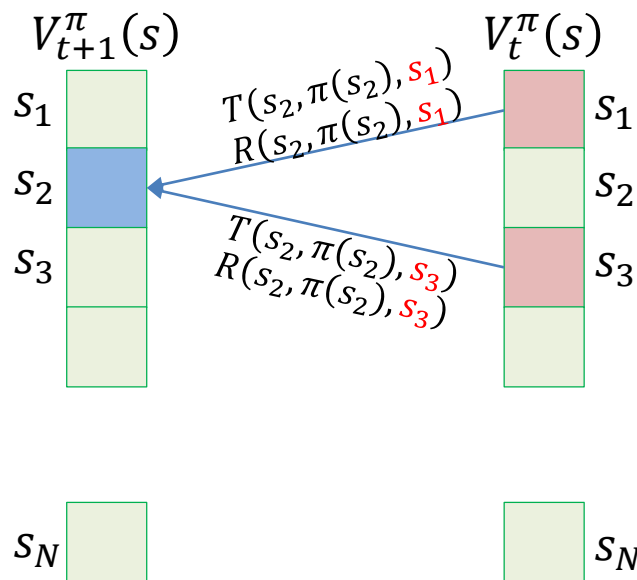 V^π_{t+1}(s)
V^π_t(s)
T(s_2, π(s_2), s_1)
R(s_2, π(s_2), s_1)
s_1
s_1
s_2
s_2
T(s_2, π(s_2), s_3)
R(s_2, π(s_2), s_3)
s_3
s_3
s_N
s_N